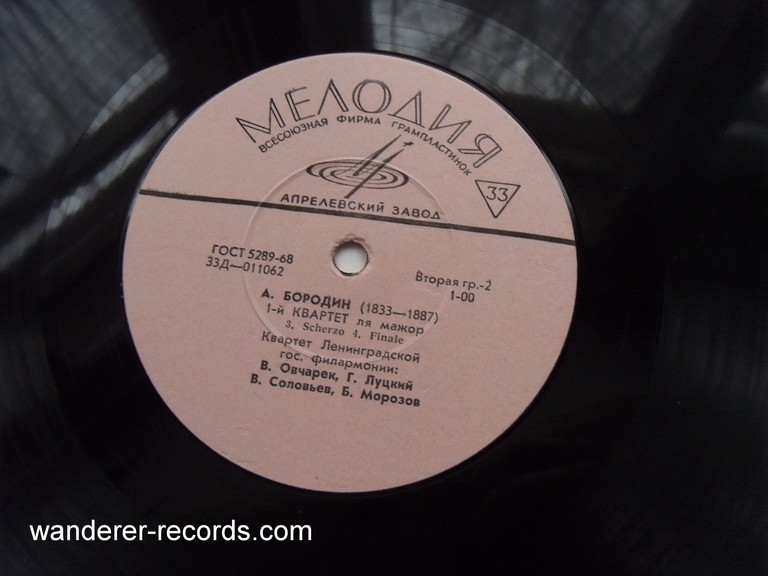 МЕЛОДИЯ
ВСЕСОЮЗНАЯ ФИРМА ГРАМПЛАСТИНОК
33
АПРЕЛЕВСКИЙ ЗАВОД
ГОСТ 5289-68
33Д—011062
Вторая гр.-2
1-00
А. БОРОДИН (1833—1887)
1-й КВАРТЕТ ля мажор
3. Scherzo 4. Finale
Квартет Ленинградской
гос. филармонии:
В. Овчарек, Г. Луцкий
В. Соловьев, Б. Морозов
wanderer-records.com